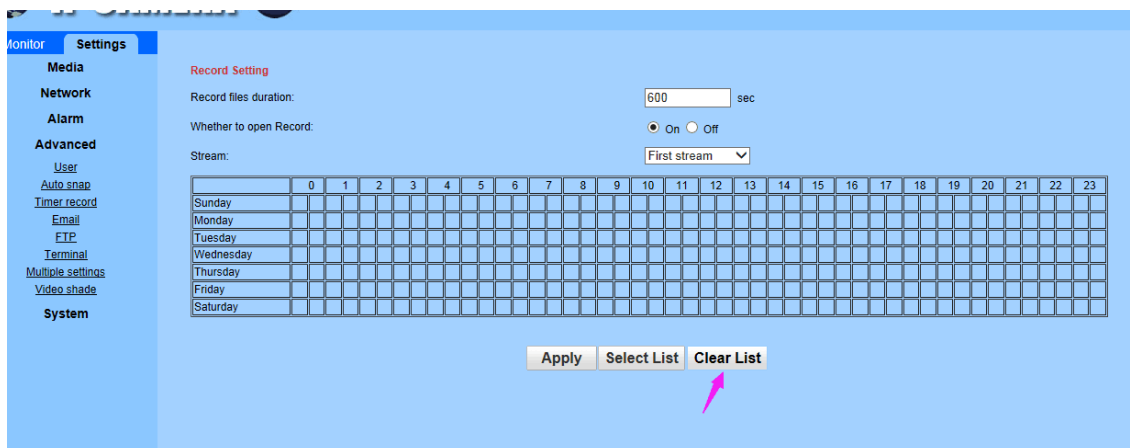 Monitor Settings
Media
Network
Alarm
Advanced
User
Auto snap
Timer record
Email
FTP
Terminal
Multiple settings
Video shade
System
Record Setting
Record files duration: 600 sec
Whether to open Record: On Off
Stream: First stream
0 1 2 3 4 5 6 7 8 9 10 11 12 13 14 15 16 17 18 19 20 21 22 23
Sunday
Monday
Tuesday
Wednesday
Thursday
Friday
Saturday
Apply Select List Clear List